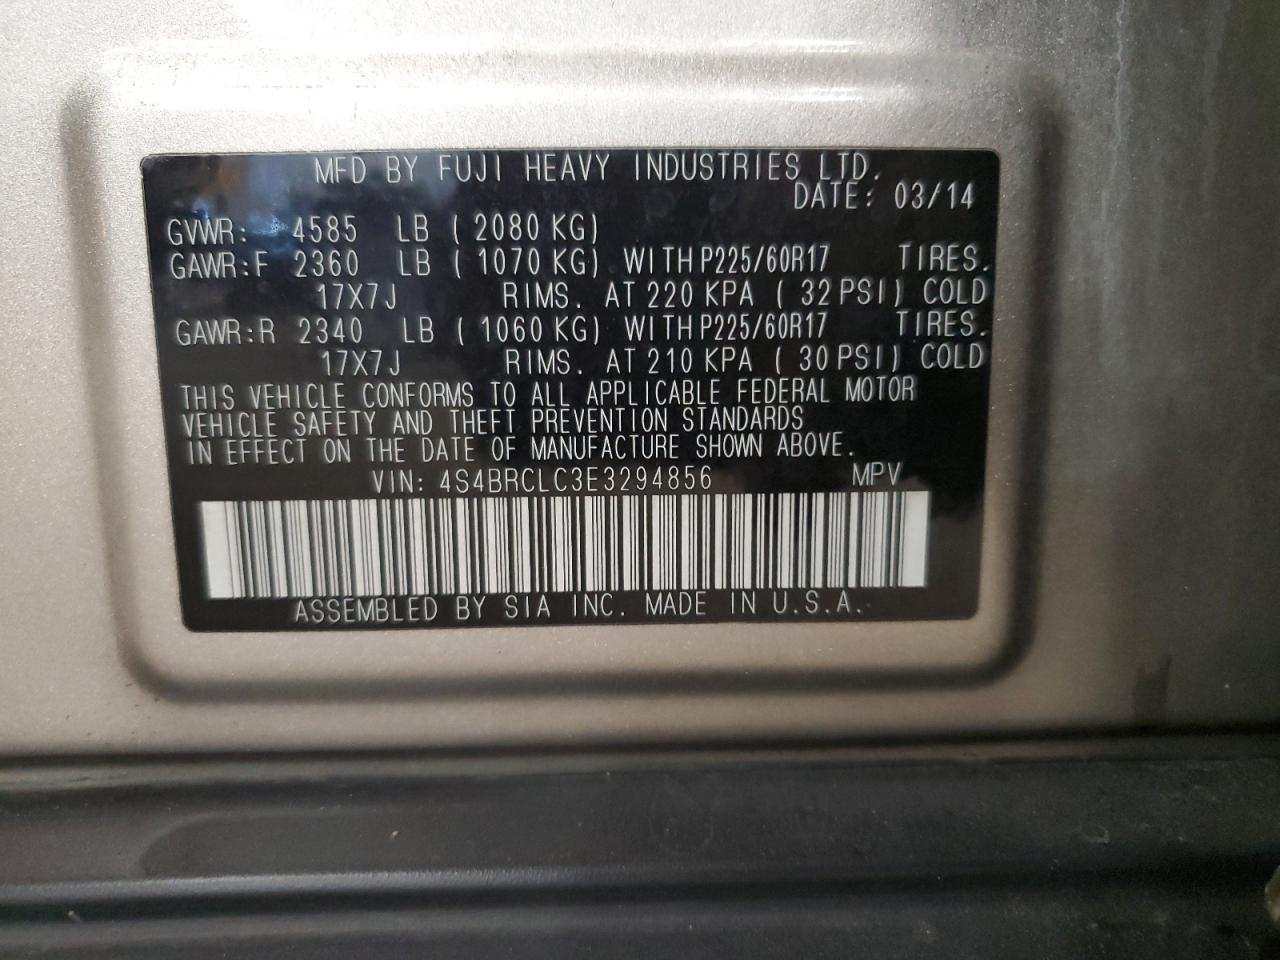 MFD BY FUJI HEAVY INDUSTRIES LTD.
DATE: 03/14
GVWR: 4585 LB ( 2080 KG)
GAWR:F 2360 LB ( 1070 KG) WITH P225/60R17 TIRES.
17X7J RIMS. AT 220 KPA ( 32 PSI) COLD
GAWR:R 2340 LB ( 1060 KG) WITH P225/60R17 TIRES.
17X7J RIMS. AT 210 KPA ( 30 PSI) COLD
THIS VEHICLE CONFORMS TO ALL APPLICABLE FEDERAL MOTOR
VEHICLE SAFETY AND THEFT PREVENTION STANDARDS
IN EFFECT ON THE DATE OF MANUFACTURE SHOWN ABOVE.
VIN: 4S4BRCLC3E3294856 MPV
ASSEMBLED BY SIA INC. MADE IN U.S.A.